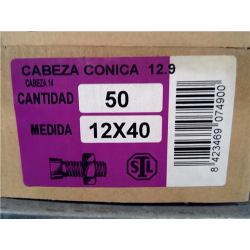 CABEZA CONICA 12.9
CABEZA 14
CANTIDAD 50
MEDIDA 12X40
STL
8 423469 074900